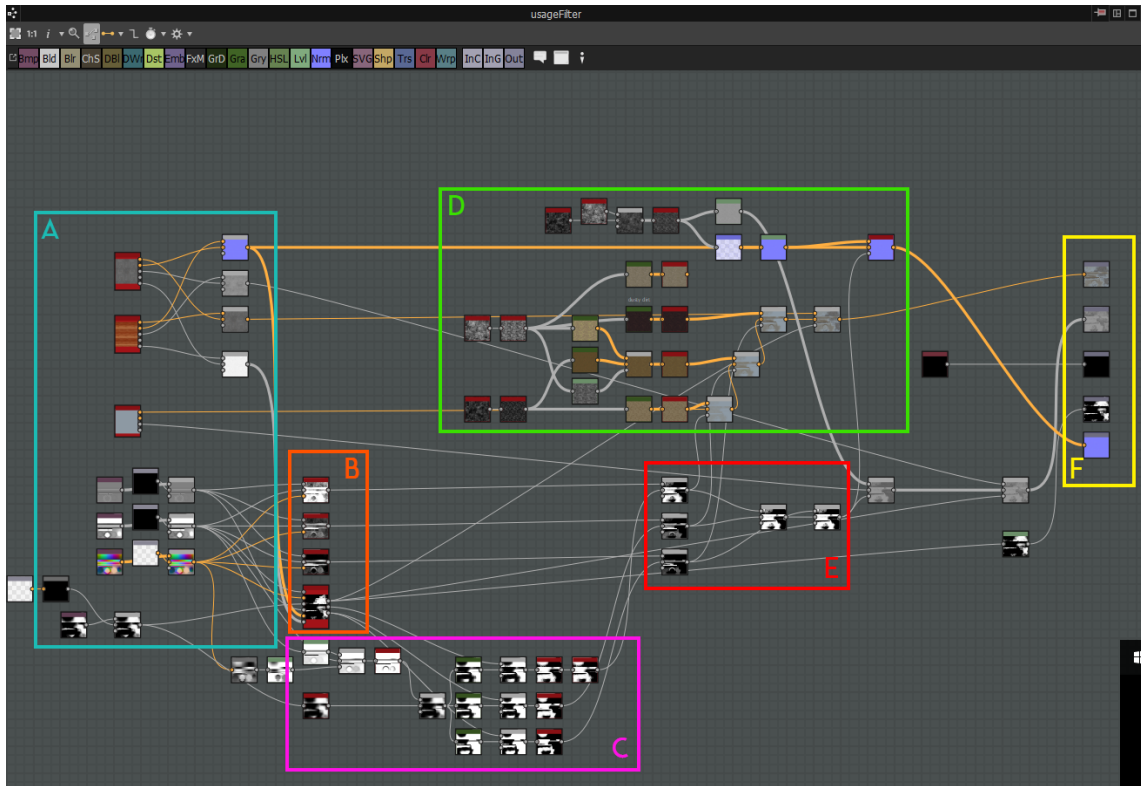 usageFilter
1:1 i
Bmp Bld Blr ChS DBl DWr Dst Emb FxM GrD Gra Gry HSL Lvl Nrm Plx SVG Shp Trs Clr Wrp InC InG Out
D
A
F
B
E
C